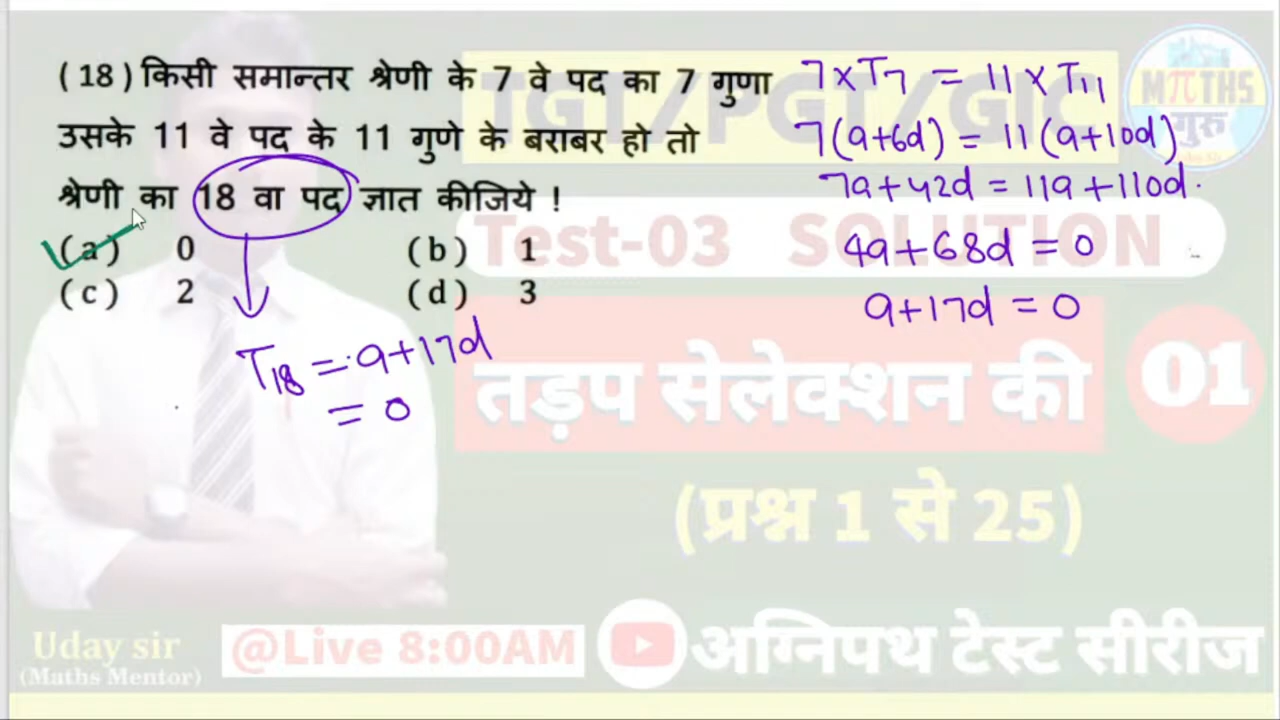 (18) किसी समान्तर श्रेणी के 7 वे पद का 7 गुणा
उसके 11 वे पद के 11 गुणे के बराबर हो तो
श्रेणी का 18 वा पद ज्ञात कीजिये !
(a) 0 (b) 1
(c) 2 (d) 3
T18 = a+17d
= 0
7×T7 = 11×T11
7(a+6d) = 11(a+10d)
7a+42d = 11a+110d
4a+68d = 0
a+17d = 0
TGT/PGT/GIC
MπTHS
गुरु
Test-03 SOLUTION
तड़प सेलेक्शन की 01
(प्रश्न 1 से 25)
Uday sir
(Maths Mentor)
@Live 8:00AM
अग्निपथ टेस्ट सीरीज